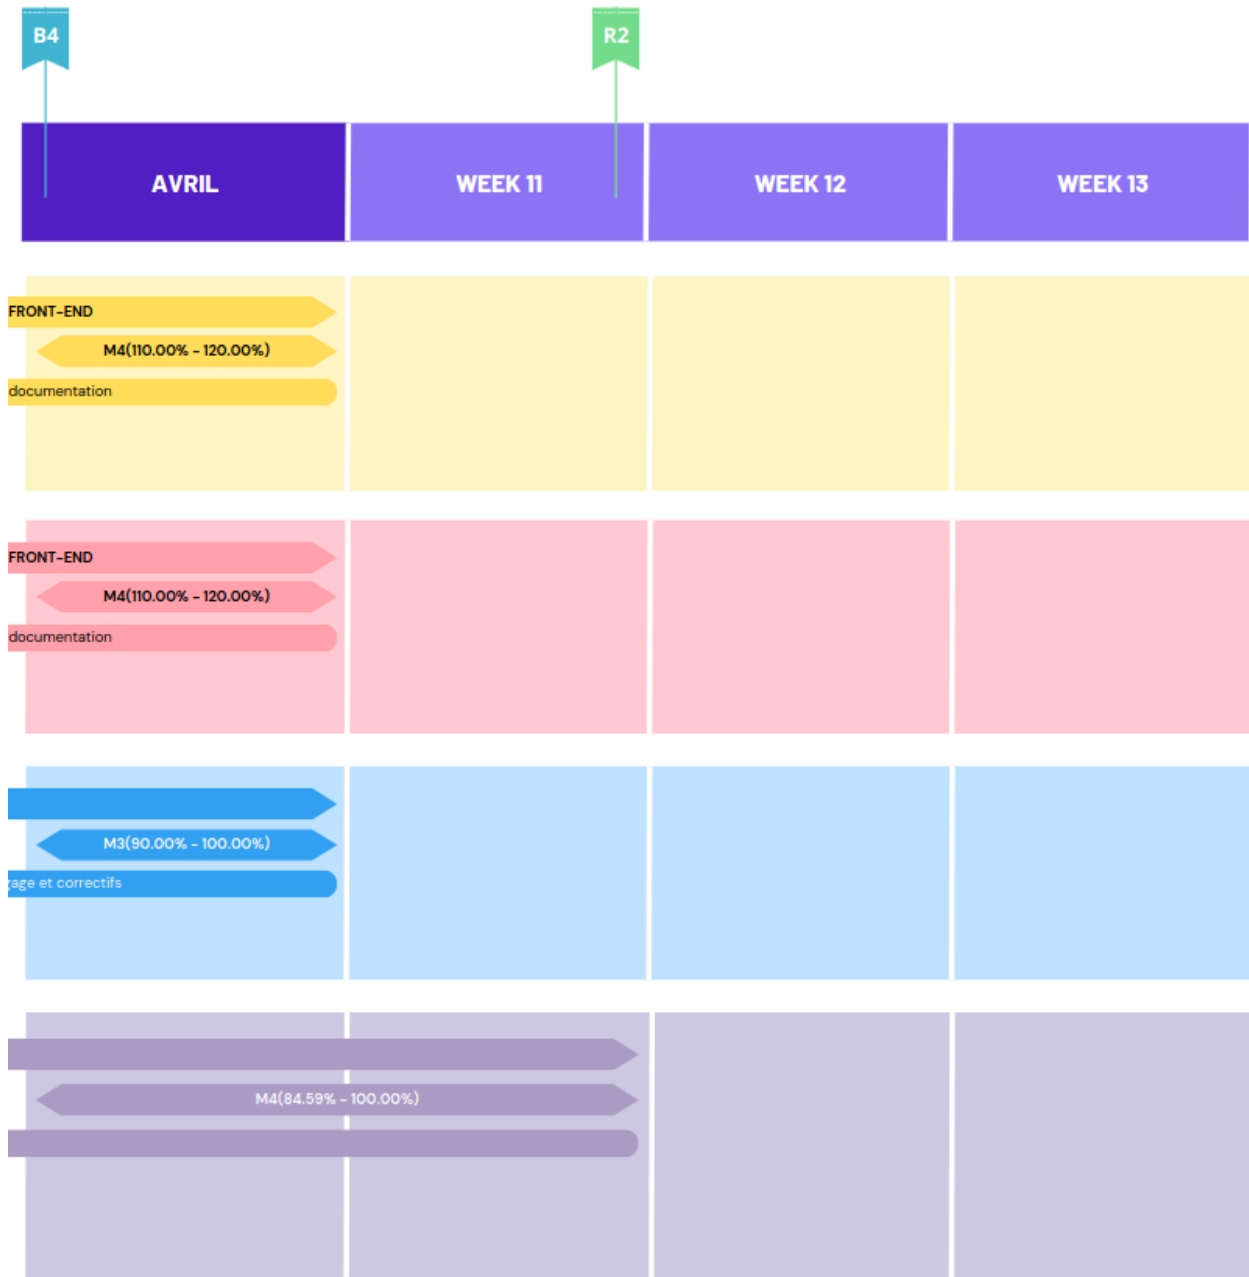 B4
R2
AVRIL
WEEK 11
WEEK 12
WEEK 13
FRONT-END
M4(110.00% - 120.00%)
documentation
FRONT-END
M4(110.00% - 120.00%)
documentation
M3(90.00% - 100.00%)
et correctifs
M4(84.59% - 100.00%)